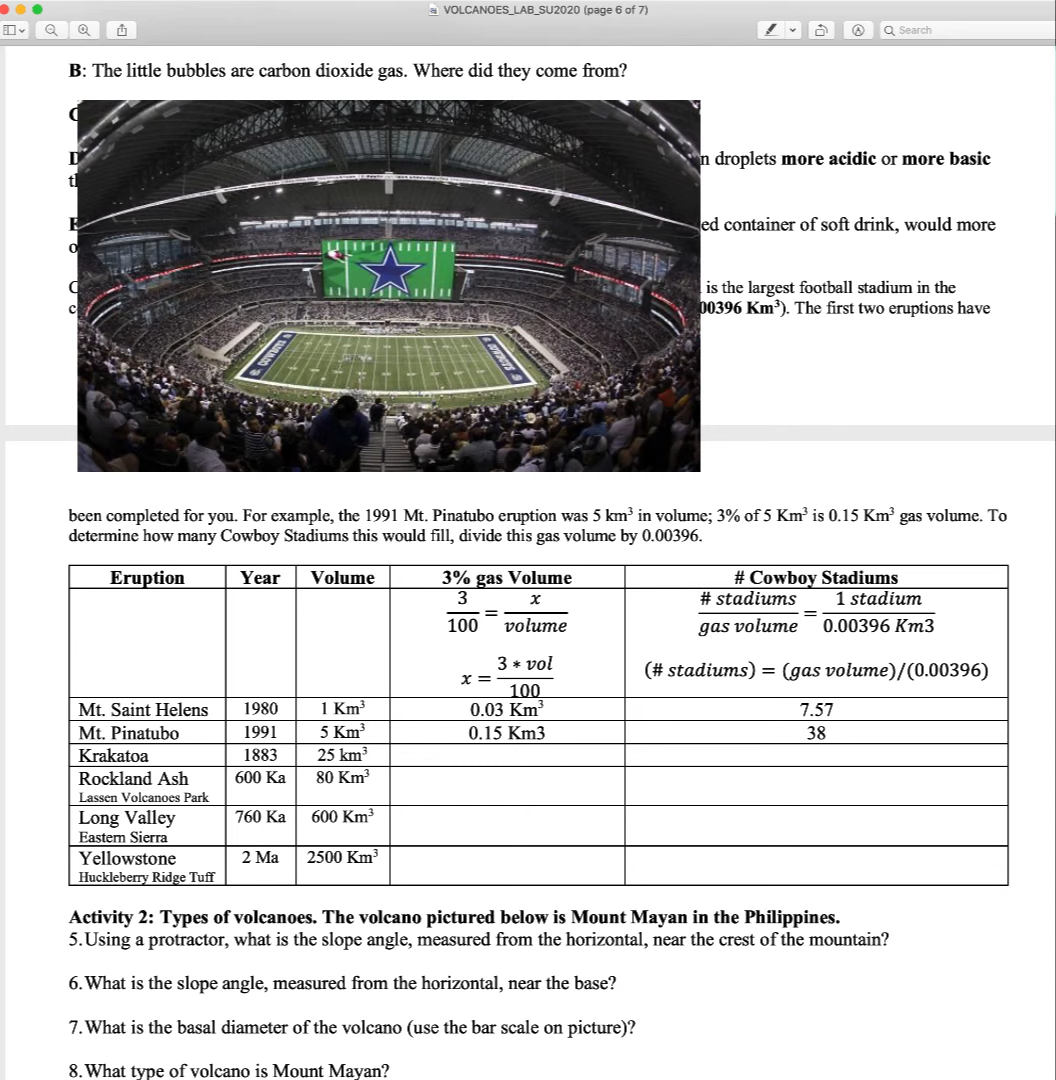 VOLCANOES_LAB_SU2020 (page 6 of 7)
Search
B: The little bubbles are carbon dioxide gas. Where did they come from?
n droplets more acidic or more basic
ed container of soft drink, would more
is the largest football stadium in the
00396 Km³). The first two eruptions have
COWBOYS
COWBOYS
been completed for you. For example, the 1991 Mt. Pinatubo eruption was 5 km³ in volume; 3% of 5 Km³ is 0.15 Km³ gas volume. To
determine how many Cowboy Stadiums this would fill, divide this gas volume by 0.00396.
Eruption Year Volume 3% gas Volume # Cowboy Stadiums
3/100 = x/volume # stadiums/gas volume = 1 stadium/0.00396 Km3
x = 3 * vol/100 (# stadiums) = (gas volume)/(0.00396)
Mt. Saint Helens 1980 1 Km³ 0.03 Km³ 7.57
Mt. Pinatubo 1991 5 Km³ 0.15 Km3 38
Krakatoa 1883 25 km³
Rockland Ash 600 Ka 80 Km³
Lassen Volcanoes Park
Long Valley 760 Ka 600 Km³
Eastern Sierra
Yellowstone 2 Ma 2500 Km³
Huckleberry Ridge Tuff
Activity 2: Types of volcanoes. The volcano pictured below is Mount Mayan in the Philippines.
5. Using a protractor, what is the slope angle, measured from the horizontal, near the crest of the mountain?
6. What is the slope angle, measured from the horizontal, near the base?
7. What is the basal diameter of the volcano (use the bar scale on picture)?
8. What type of volcano is Mount Mayan?